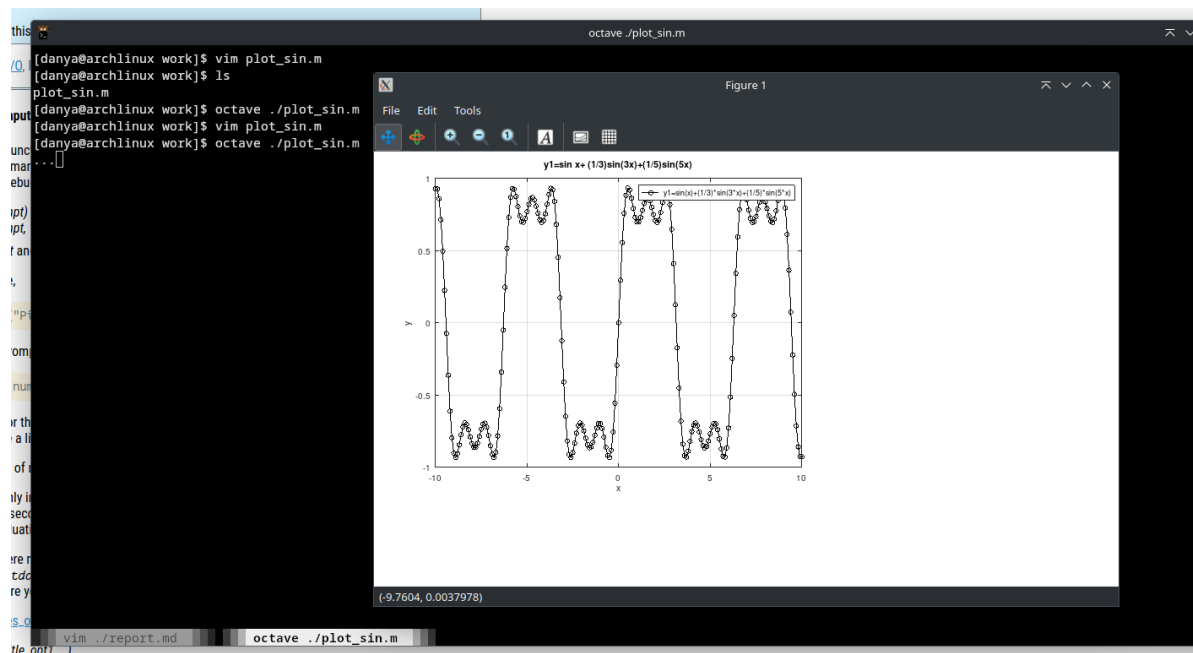 this
octave ./plot_sin.m
[danya@archlinux work]$ vim plot_sin.m
[danya@archlinux work]$ ls
plot_sin.m
[danya@archlinux work]$ octave ./plot_sin.m
[danya@archlinux work]$ vim plot_sin.m
[danya@archlinux work]$ octave ./plot_sin.m
...
Figure 1
File Edit Tools
A
y1=sin x+ (1/3)sin(3x)+(1/5)sin(5x)
y1=sin(x)+(1/3)*sin(3*x)+(1/5)*sin(5*x)
1
0.5
0
-0.5
-1
y
-10 -5 0 5 10
x
(-9.7604, 0.0037978)
vim ./report.md
octave ./plot_sin.m